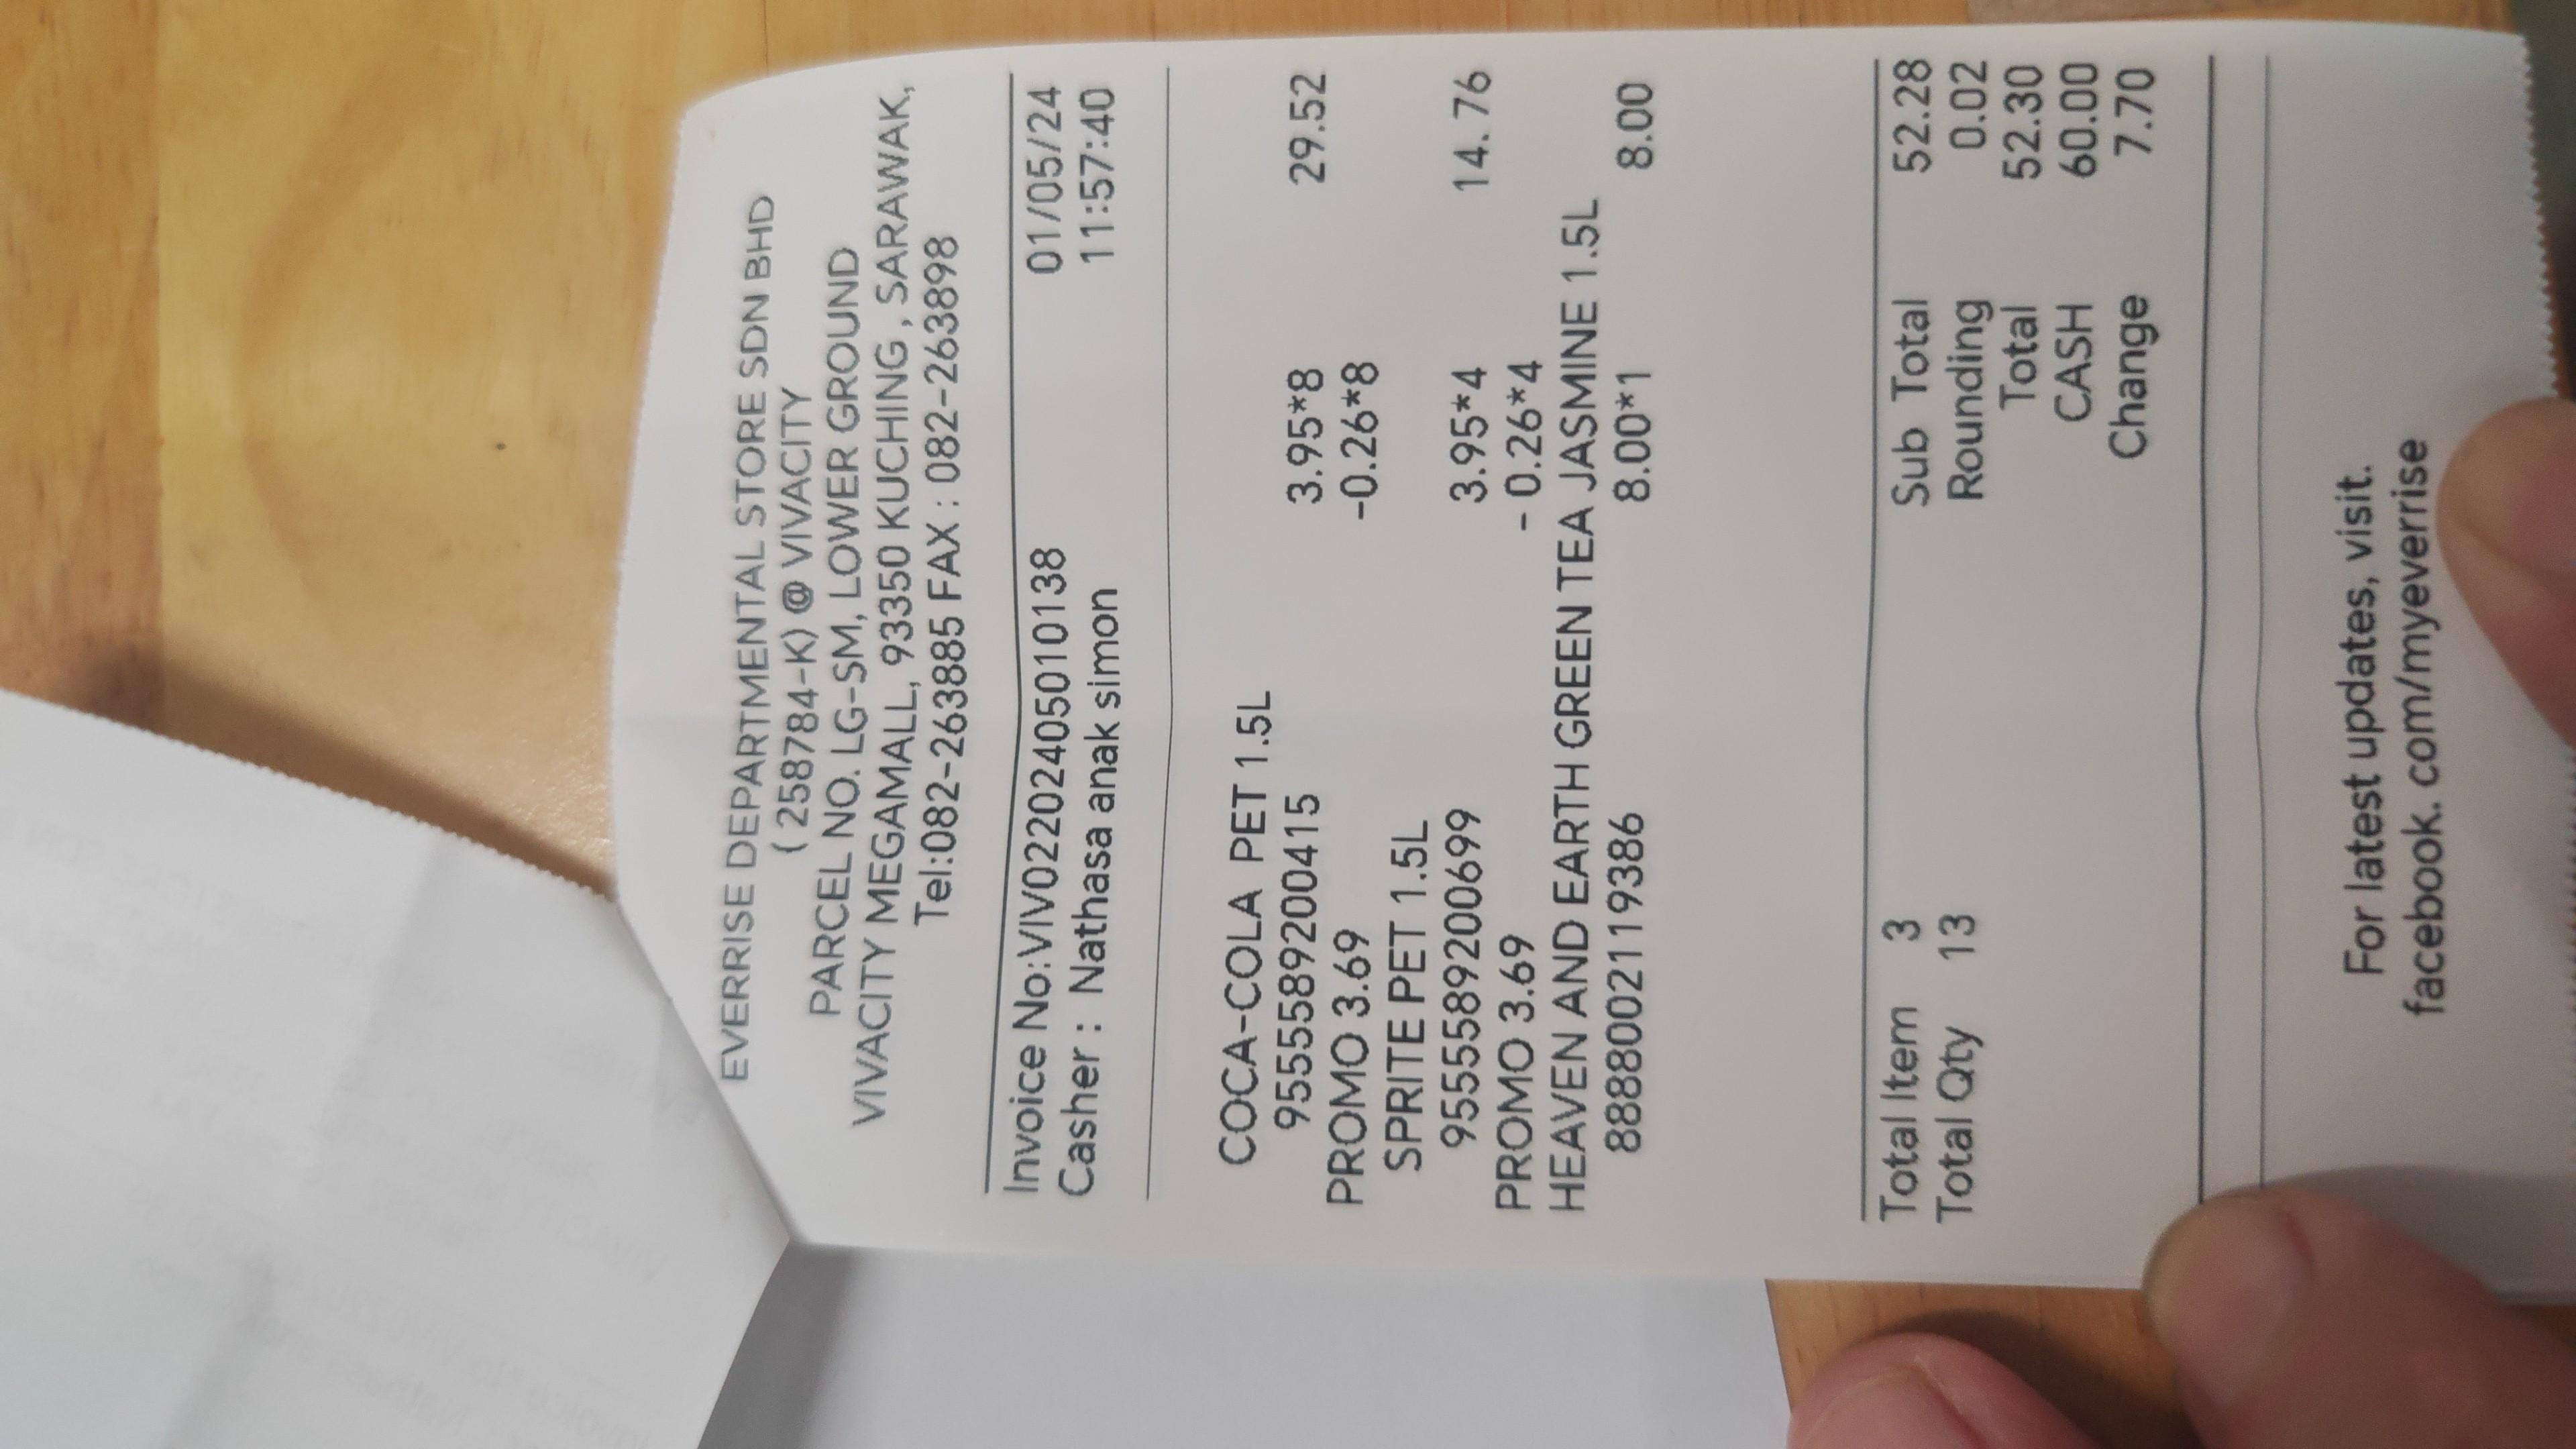 EVERRISE DEPARTMENTAL STORE SDN BHD
( 258784-K) @ VIVACITY
PARCEL NO. LG-SM, LOWER GROUND
VIVACITY MEGAMALL, 93350 KUCHING , SARAWAK,
Tel:082-263885 FAX : 082-263898
Invoice No:VIV02202405010138 01/05/24
Casher : Nathasa anak simon 11:57:40
COCA-COLA PET 1.5L
9555589200415 3.95*8 29.52
PROMO 3.69 -0.26*8
SPRITE PET 1.5L
9555589200699 3.95*4 14. 76
PROMO 3.69 - 0.26*4
HEAVEN AND EARTH GREEN TEA JASMINE 1.5L
8888002119386 8.00*1 8.00
Total Item 3 Sub Total 52.28
Total Qty 13 Rounding 0.02
Total 52.30
CASH 60.00
Change 7.70
For latest updates, visit.
facebook. com/myeverrise